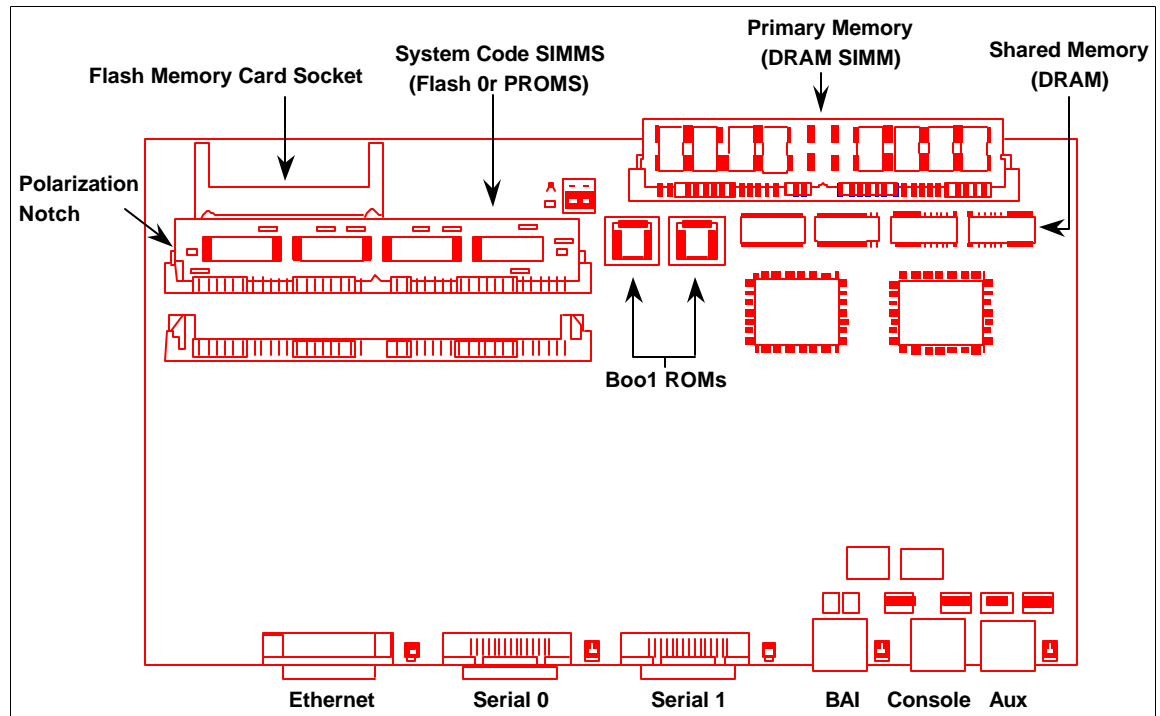 Primary Memory
(DRAM SIMM)
System Code SIMMS
(Flash 0r PROMS)
Shared Memory
(DRAM)
Flash Memory Card Socket
Polarization
Notch
Boo1 ROMs
Ethernet
Serial 0
Serial 1
BAI
Console
Aux